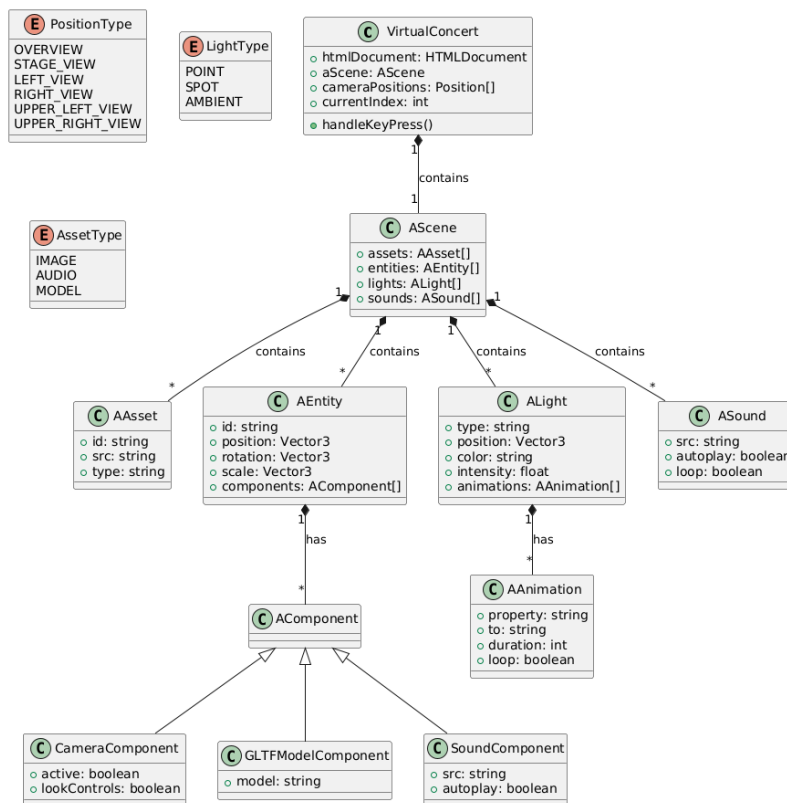 E PositionType
OVERVIEW
STAGE_VIEW
LEFT_VIEW
RIGHT_VIEW
UPPER_LEFT_VIEW
UPPER_RIGHT_VIEW
E LightType
POINT
SPOT
AMBIENT
C VirtualConcert
htmlDocument: HTMLDocument
aScene: AScene
cameraPositions: Position[]
currentIndex: int
handleKeyPress()
1
contains
1
E AssetType
IMAGE
AUDIO
MODEL
C AScene
assets: AAsset[]
entities: AEntity[]
lights: ALight[]
sounds: ASound[]
1
1
1
1
contains
contains
contains
contains
*
*
*
*
C AAsset
id: string
src: string
type: string
C AEntity
id: string
position: Vector3
rotation: Vector3
scale: Vector3
components: AComponent[]
C ALight
type: string
position: Vector3
color: string
intensity: float
animations: AAnimation[]
C ASound
src: string
autoplay: boolean
loop: boolean
1
has
*
1
has
*
C AComponent
C AAnimation
property: string
to: string
duration: int
loop: boolean
C CameraComponent
active: boolean
lookControls: boolean
C GLTFModelComponent
model: string
C SoundComponent
src: string
autoplay: boolean